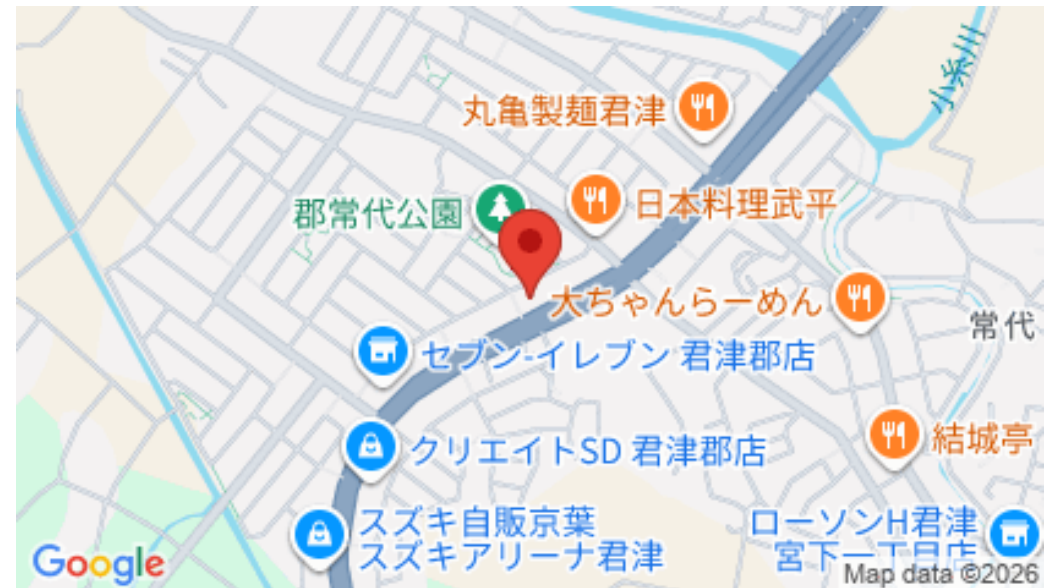 小糸川
丸亀製麺君津
日本料理武平
郡常代公園
大ちゃんらーめん
常代
セブン-イレブン 君津郡店
結城亭
クリエイトSD 君津郡店
スズキ自販京葉
スズキアリーナ君津
ローソンH君津
宮下一丁目店
Google
Map data ©2026